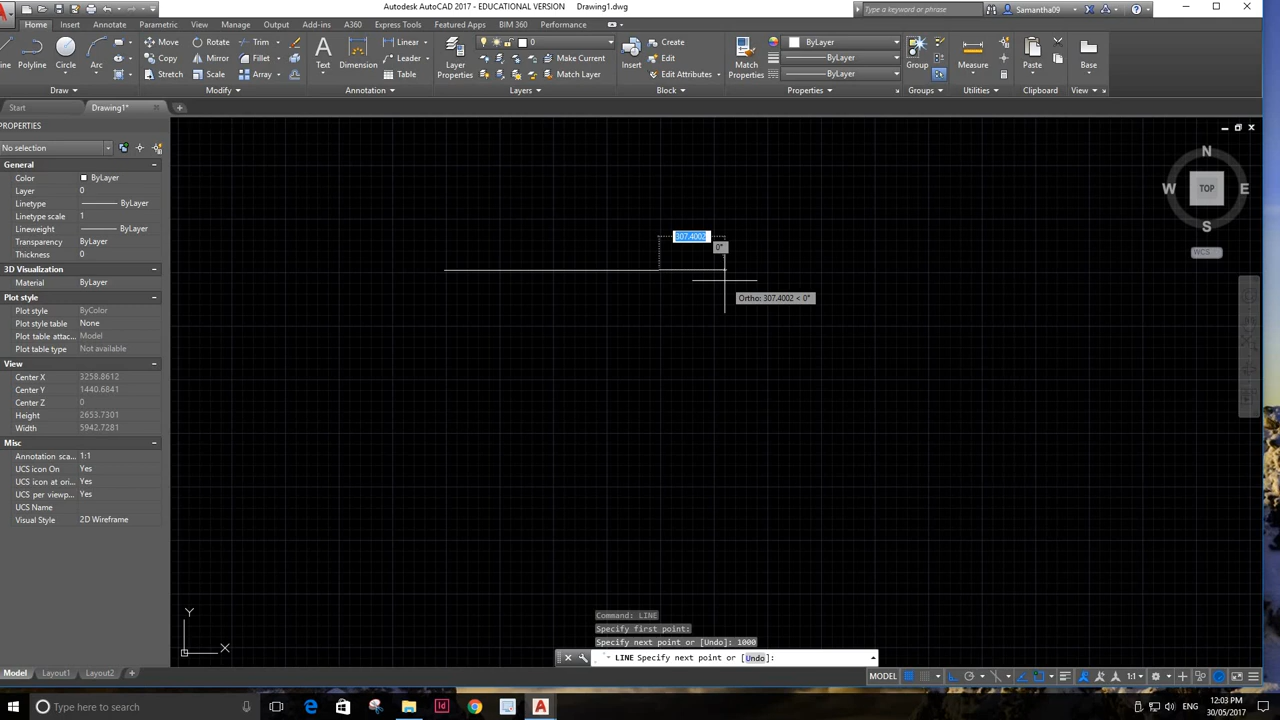 Autodesk AutoCAD 2017 - EDUCATIONAL VERSION Drawing1.dwg
Type a keyword or phrase
Samantha09
Home Insert Annotate Parametric View Manage Output Add-ins A360 Express Tools Featured Apps BIM 360 Performance
Polyline
Circle
Arc
Draw
Move
Copy
Stretch
Rotate
Mirror
Scale
Trim
Fillet
Array
Modify
Text
Dimension
Linear
Leader
Table
Annotation
Layer
Properties
0
Make Current
Match Layer
Layers
Insert
Create
Edit
Edit Attributes
Block
Match
Properties
ByLayer
ByLayer
ByLayer
Properties
Group
Groups
Measure
Utilities
Paste
Clipboard
Base
View
Start
Drawing1*
PROPERTIES
No selection
General
Color ByLayer
Layer 0
Linetype ByLayer
Linetype scale 1
Lineweight ByLayer
Transparency ByLayer
Thickness 0
3D Visualization
Material ByLayer
Plot style
Plot style ByColor
Plot style table None
Plot table attac... Model
Plot table type Not available
View
Center X 3258.8612
Center Y 1440.6841
Center Z 0
Height 2653.7301
Width 5942.7281
Misc
Annotation sca... 1:1
UCS icon On Yes
UCS icon at ori... Yes
UCS per viewp... Yes
UCS Name
Visual Style 2D Wireframe
307.4002
0°
Ortho: 307.4002 < 0°
N
W TOP E
S
WCS
Y
X
Command: LINE
Specify first point:
Specify next point or [Undo]: 1000
LINE Specify next point or [Undo]:
Model Layout1 Layout2
MODEL
1:1
Type here to search
ENG
12:03 PM
30/05/2017